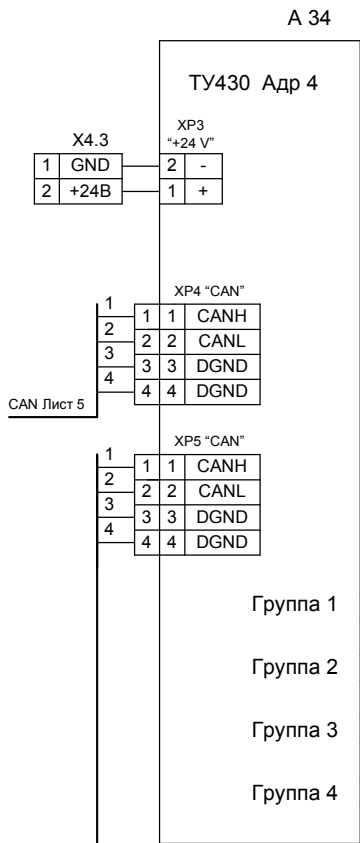 А 34
ТУ430 Адр 4
X4.3
XP3
“+24 V”
1 GND 2 -
2 +24В 1 +
XP4 “CAN”
1 1 1 CANH
2 2 2 CANL
3 3 3 DGND
4 4 4 DGND
CAN Лист 5
XP5 “CAN”
1 1 1 CANH
2 2 2 CANL
3 3 3 DGND
4 4 4 DGND
Группа 1
Группа 2
Группа 3
Группа 4